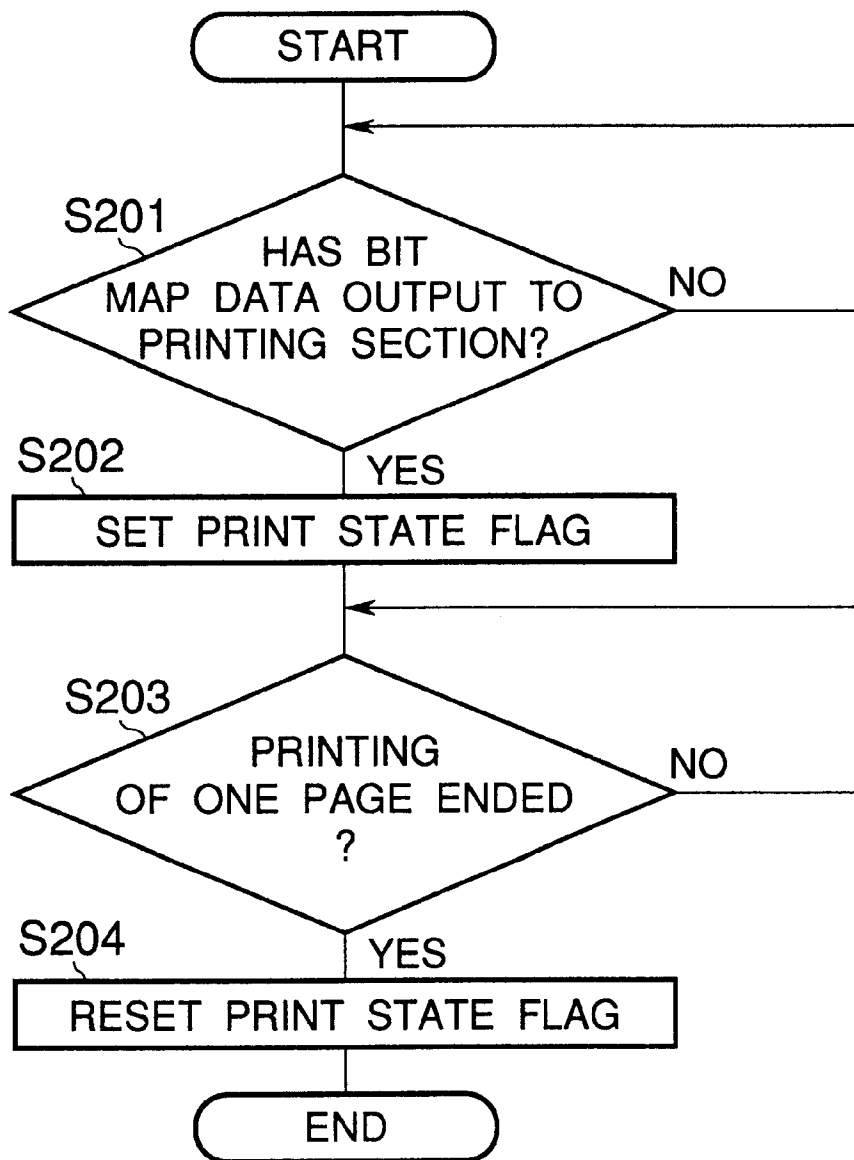 START
S201
HAS BIT
MAP DATA OUTPUT TO
PRINTING SECTION?
NO
YES
S202
SET PRINT STATE FLAG
S203
PRINTING
OF ONE PAGE ENDED
?
NO
YES
S204
RESET PRINT STATE FLAG
END